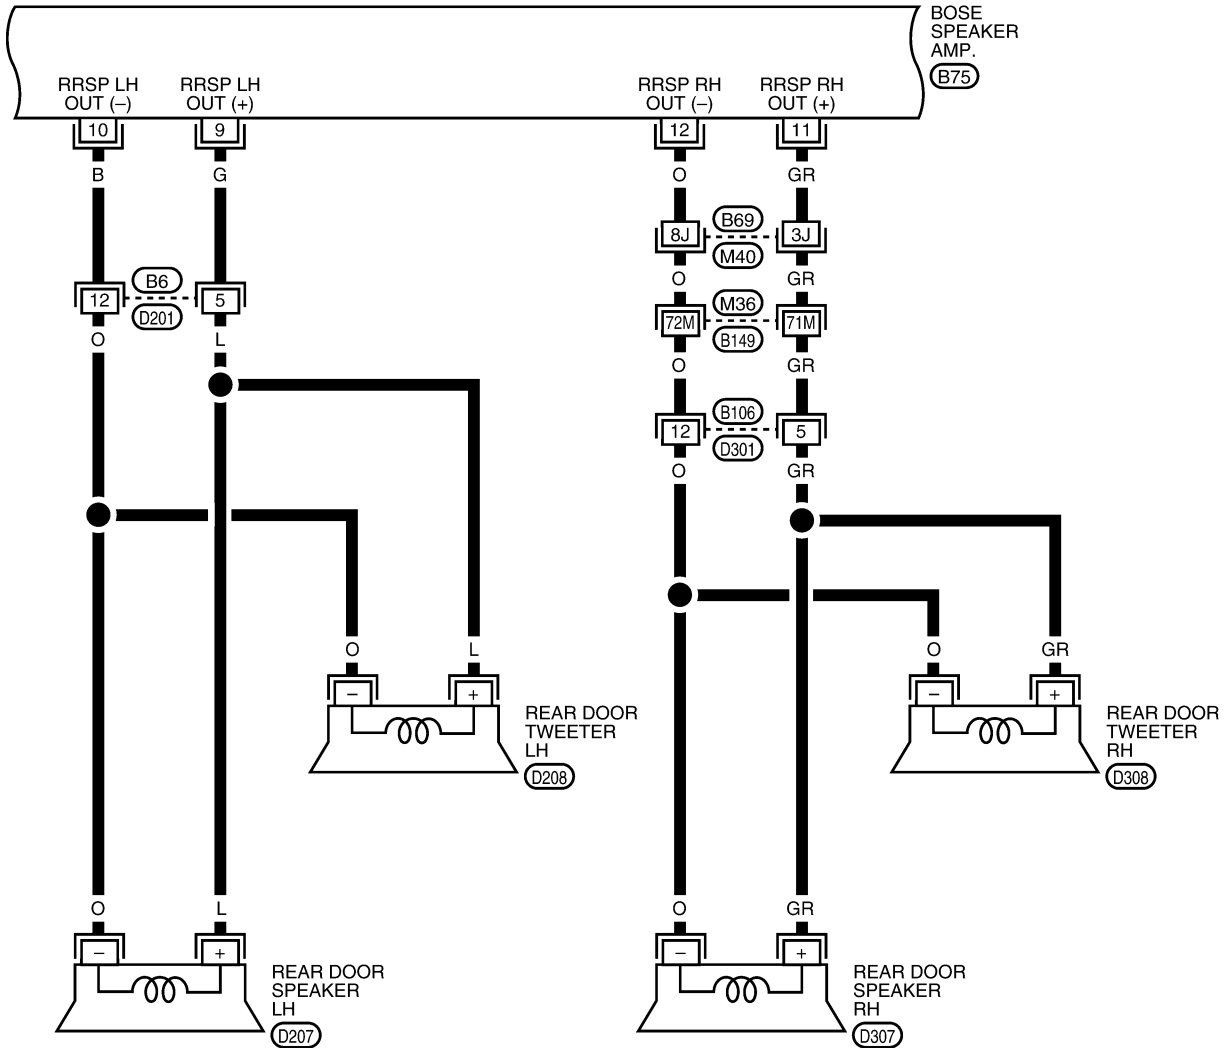 BOSE
SPEAKER
AMP.
B75
RRSP LH
OUT (–)
RRSP LH
OUT (+)
RRSP RH
OUT (–)
RRSP RH
OUT (+)
10
9
12
11
B
G
O
GR
8J
B69
3J
M40
O
GR
B6
12
5
D201
M36
72M
71M
B149
O
L
O
GR
B106
12
5
D301
O
GR
O
L
O
GR
–
+
–
+
REAR DOOR
TWEETER
LH
D208
REAR DOOR
TWEETER
RH
D308
O
L
O
GR
–
+
–
+
REAR DOOR
SPEAKER
LH
D207
REAR DOOR
SPEAKER
RH
D307